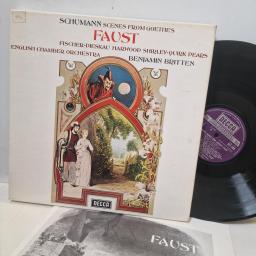 SCHUMANN SCENES FROM GOETHE'S
FAUST
FISCHER-DIESKAU HARWOOD SHIRLEY-QUIRK PEARS
ENGLISH CHAMBER ORCHESTRA
BENJAMIN BRITTEN
DECCA
DECCA
FAUST